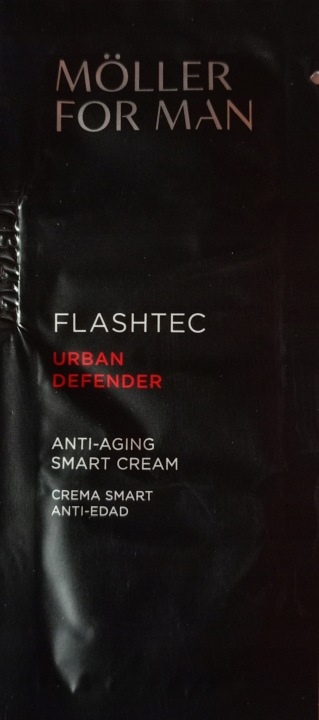 MÖLLER
FOR MAN
FLASHTEC
URBAN
DEFENDER
ANTI-AGING
SMART CREAM
CREMA SMART
ANTI-EDAD